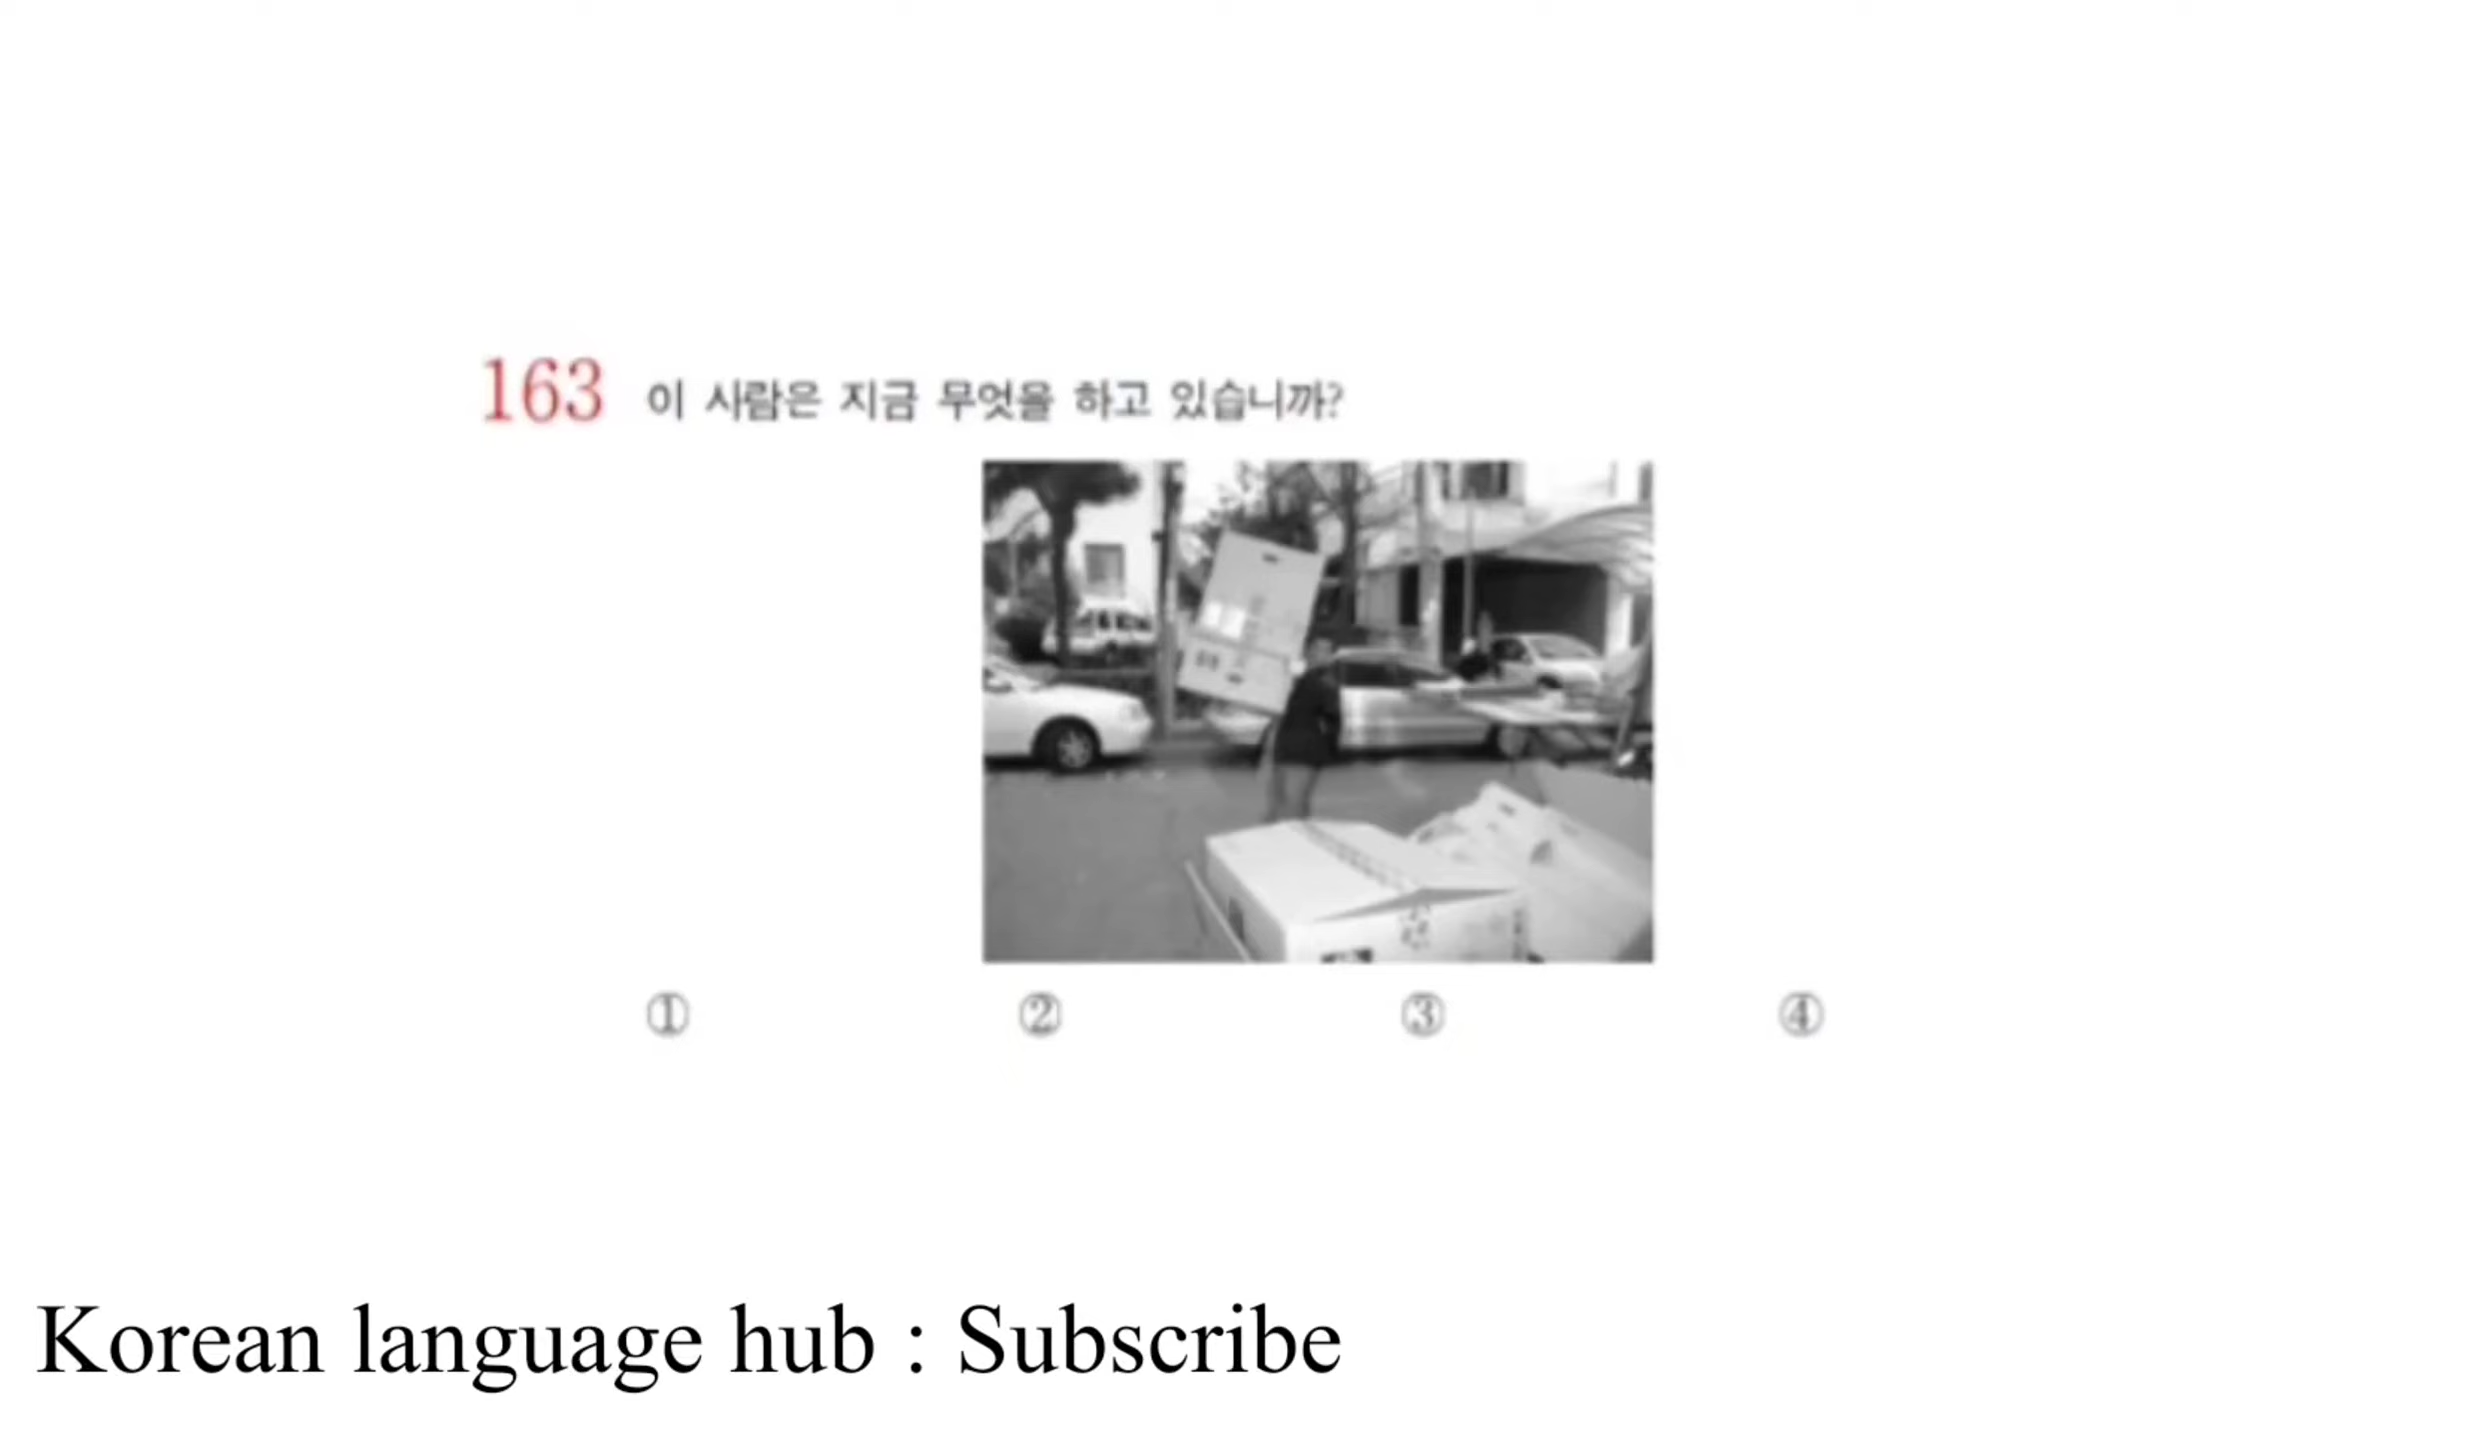 163 이 사람은 지금 무엇을 하고 있습니까?
① ② ③ ④
Korean language hub : Subscribe